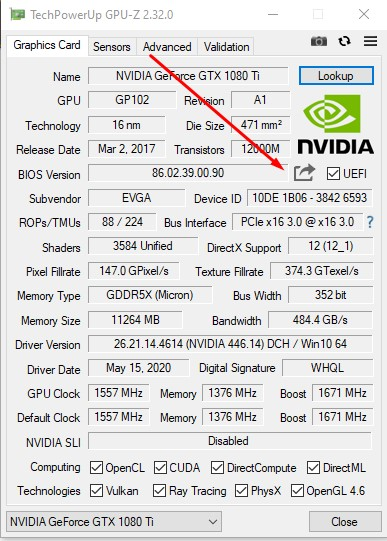 TechPowerUp GPU-Z 2.32.0
Graphics Card Sensors Advanced Validation
Name NVIDIA GeForce GTX 1080 Ti Lookup
GPU GP102 Revision A1
Technology 16 nm Die Size 471 mm²
Release Date Mar 2, 2017 Transistors 12000M
BIOS Version 86.02.39.00.90 UEFI
Subvendor EVGA Device ID 10DE 1B06 - 3842 6593
ROPs/TMUs 88 / 224 Bus Interface PCIe x16 3.0 @ x16 3.0 ?
Shaders 3584 Unified DirectX Support 12 (12_1)
Pixel Fillrate 147.0 GPixel/s Texture Fillrate 374.3 GTexel/s
Memory Type GDDR5X (Micron) Bus Width 352 bit
Memory Size 11264 MB Bandwidth 484.4 GB/s
Driver Version 26.21.14.4614 (NVIDIA 446.14) DCH / Win10 64
Driver Date May 15, 2020 Digital Signature WHQL
GPU Clock 1557 MHz Memory 1376 MHz Boost 1671 MHz
Default Clock 1557 MHz Memory 1376 MHz Boost 1671 MHz
NVIDIA SLI Disabled
Computing OpenCL CUDA DirectCompute DirectML
Technologies Vulkan Ray Tracing PhysX OpenGL 4.6
NVIDIA GeForce GTX 1080 Ti Close
NVIDIA